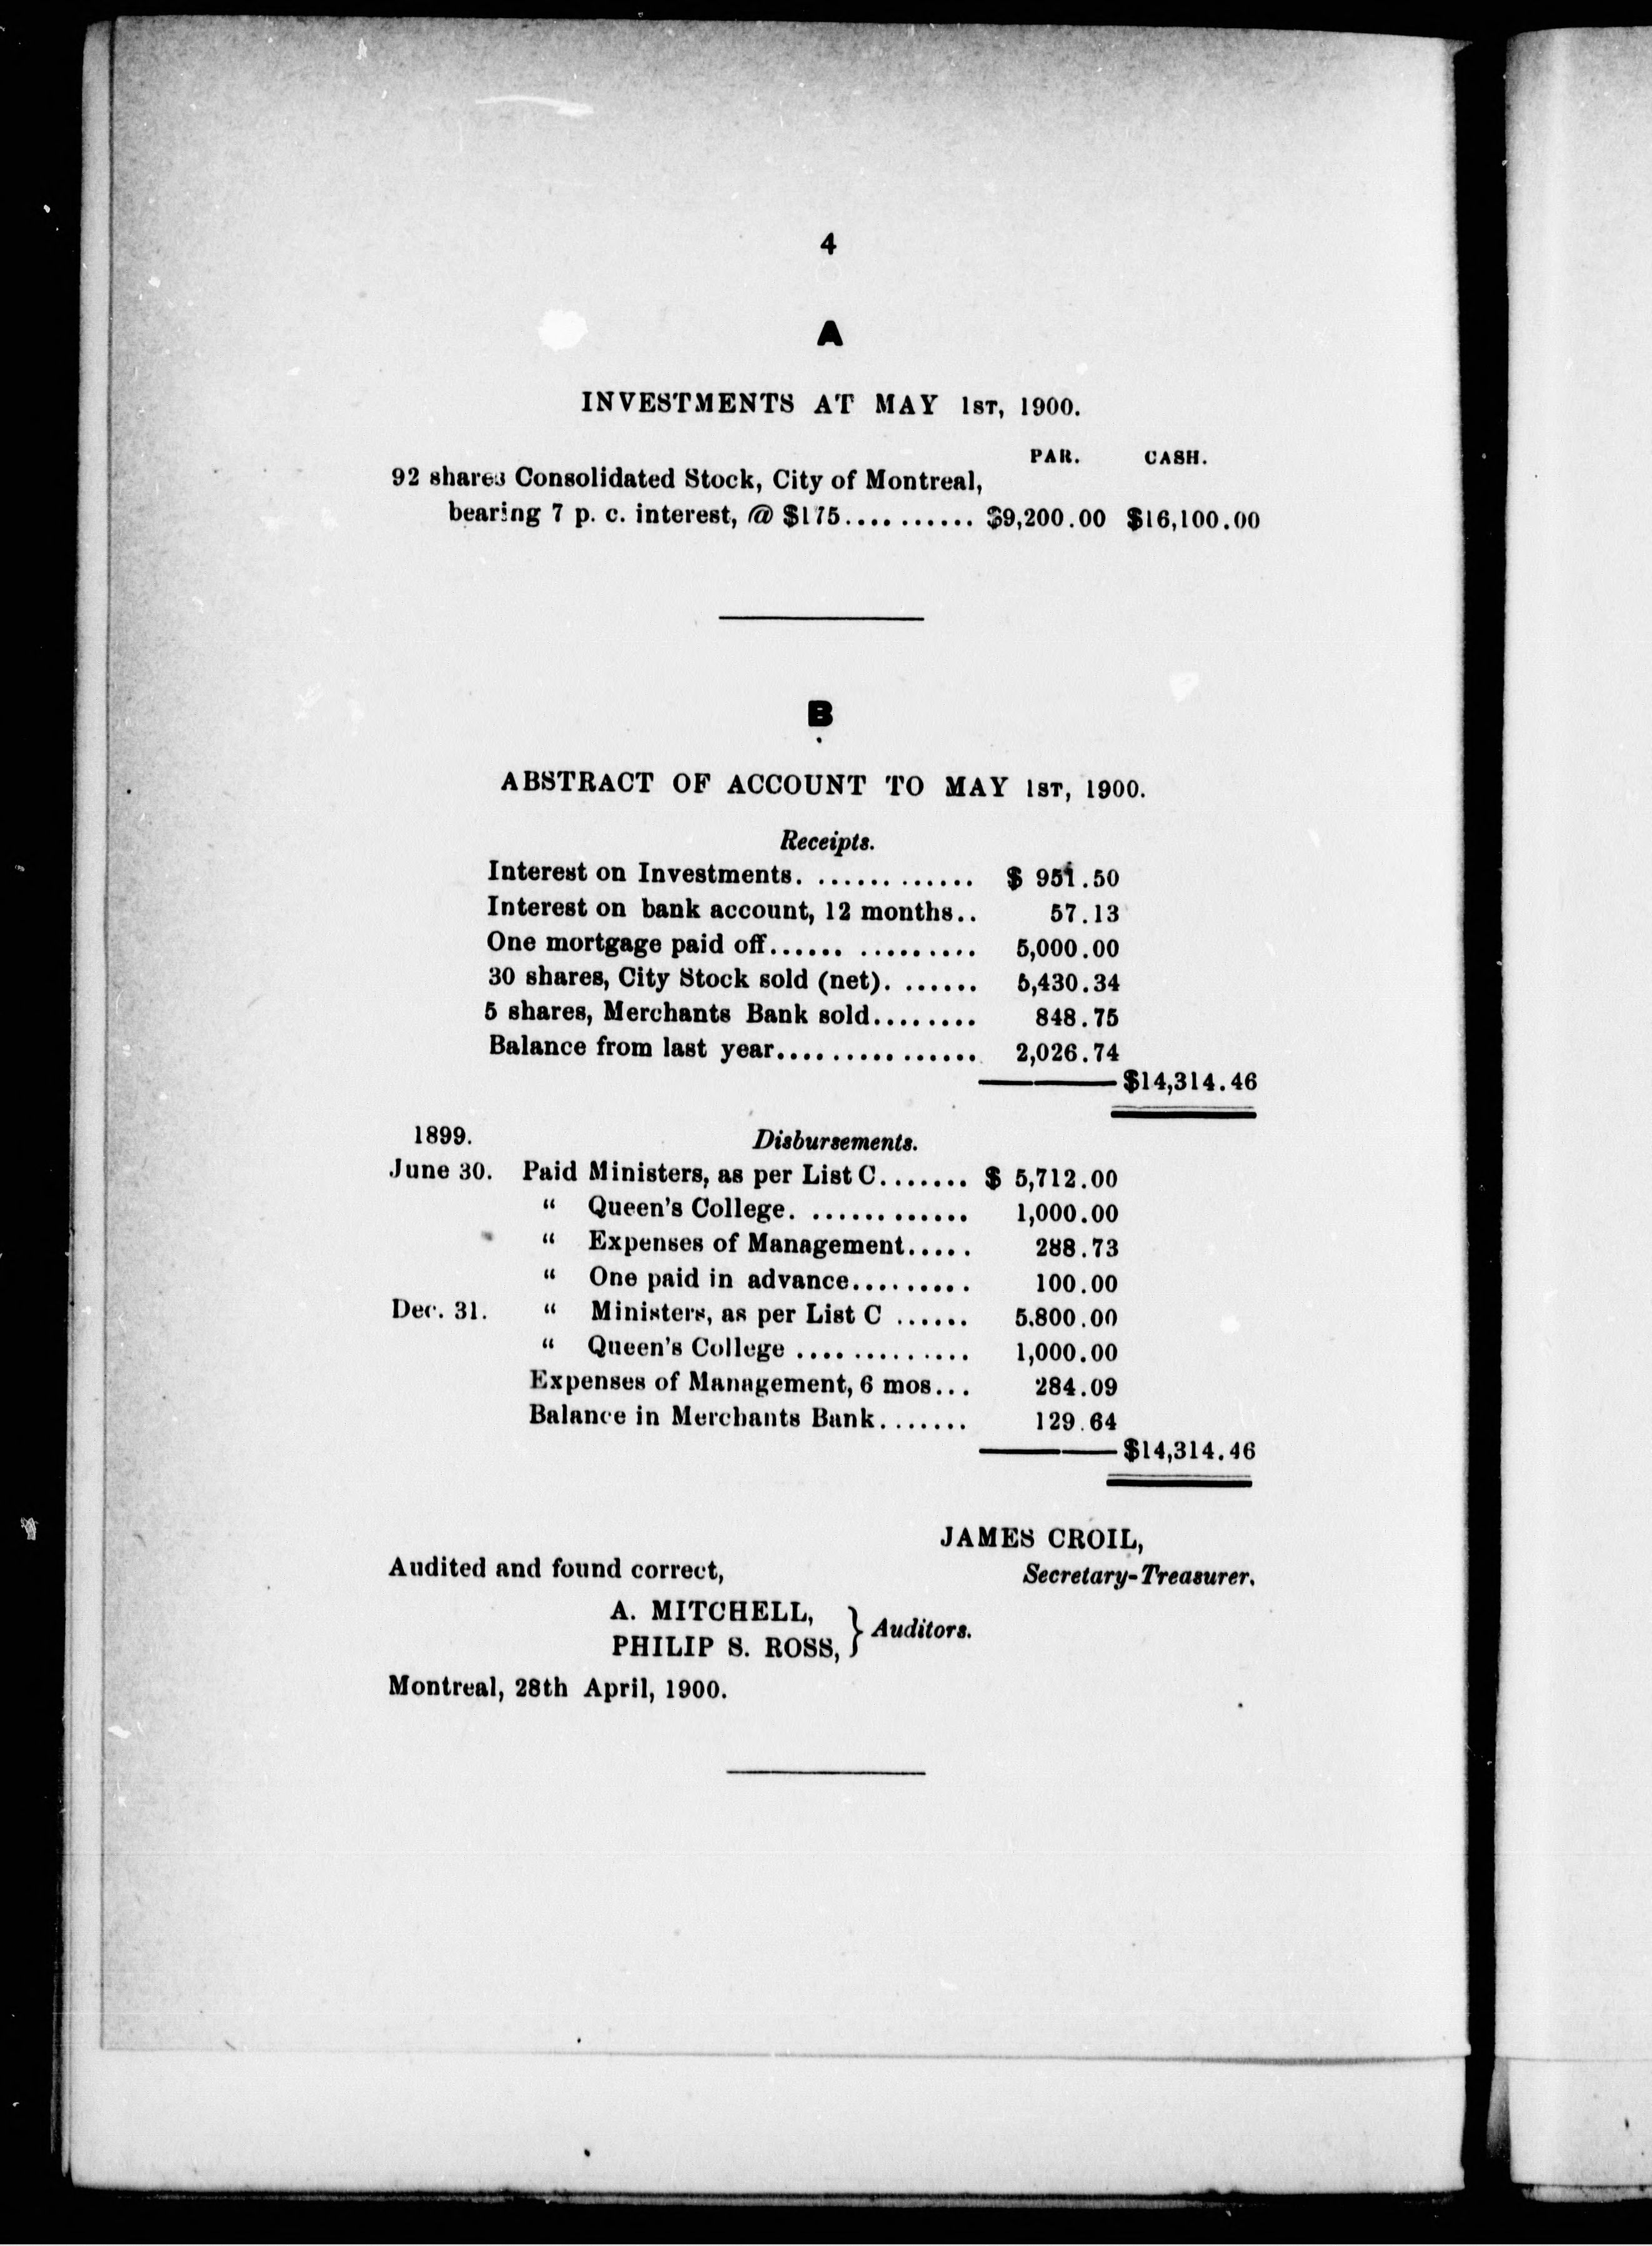 4
A
INVESTMENTS AT MAY 1ST, 1900.
PAR. CASH.
92 shares Consolidated Stock, City of Montreal,
bearing 7 p. c. interest, @ $175.......... $9,200.00 $16,100.00
B
ABSTRACT OF ACCOUNT TO MAY 1ST, 1900.
Receipts.
Interest on Investments. ............ $ 951.50
Interest on bank account, 12 months.. 57.13
One mortgage paid off...... ......... 5,000.00
30 shares, City Stock sold (net). ...... 5,430.34
5 shares, Merchants Bank sold........ 848.75
Balance from last year............... 2,026.74
$14,314.46
1899. Disbursements.
June 30. Paid Ministers, as per List C....... $ 5,712.00
“ Queen's College. ............ 1,000.00
“ Expenses of Management..... 288.73
“ One paid in advance......... 100.00
Dec. 31. “ Ministers, as per List C ...... 5.800.00
“ Queen's College ............. 1,000.00
Expenses of Management, 6 mos... 284.09
Balance in Merchants Bank....... 129.64
$14,314.46
JAMES CROIL,
Audited and found correct, Secretary-Treasurer.
A. MITCHELL,
PHILIP S. ROSS, } Auditors.
Montreal, 28th April, 1900.